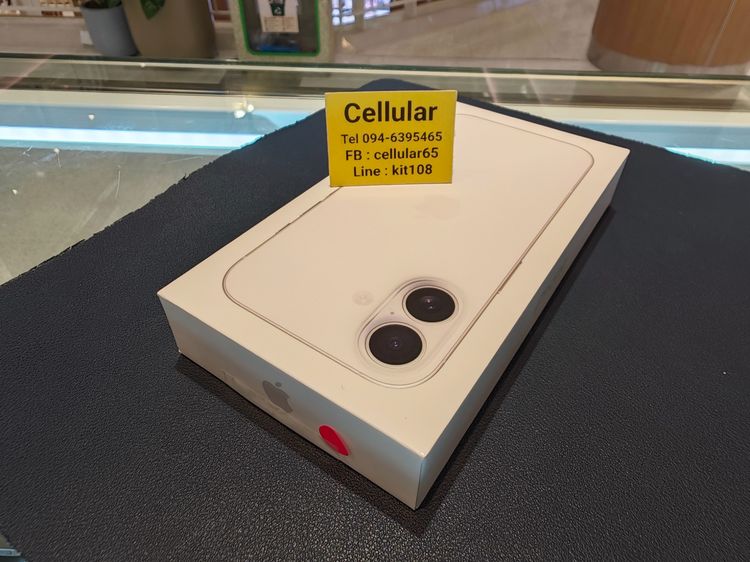 Cellular
Tel 094-6395465
FB : cellular65
Line : kit108